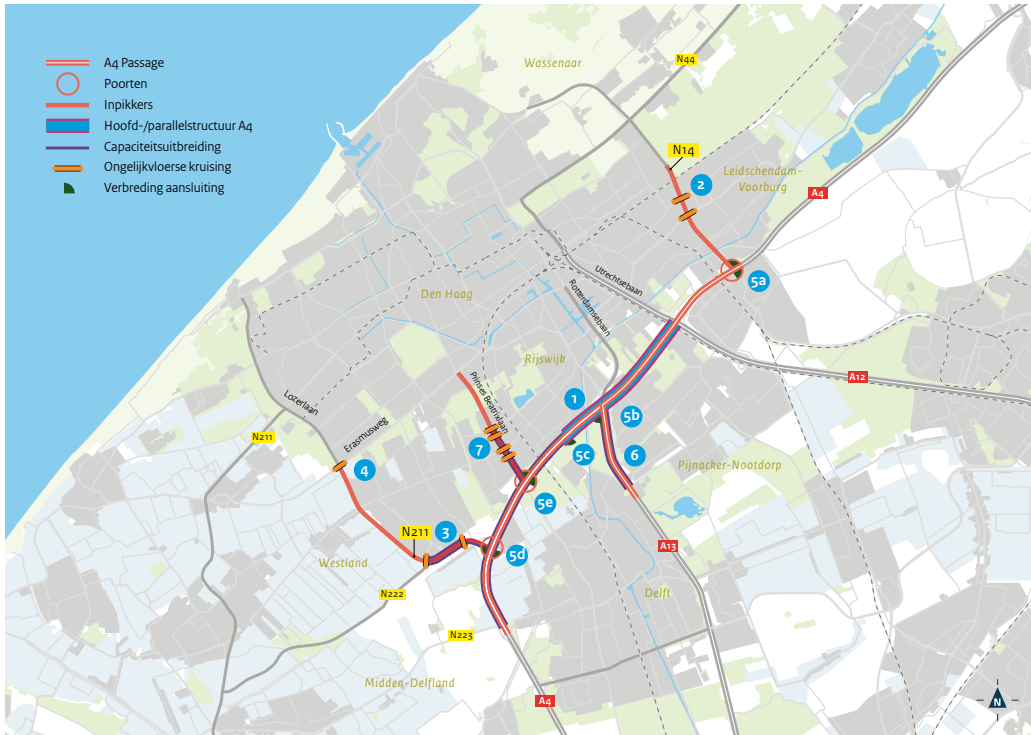 A4 Passage
Poorten
Inpikkers
Hoofd-/parallelstructuur A4
Capaciteitsuitbreiding
Ongelijkvloerse kruising
Verbreding aansluiting
Wassenaar
N44
N14
2
Leidschendam-
Voorburg
A4
5a
Utrechtsebaan
Rotterdamsebaan
Den Haag
Rijswijk
A12
Prinses Beatrixlaan
1
5b
5c
6
7
Lozerlaan
Erasmusweg
N211
4
Pijnacker-Nootdorp
5e
N211
3
5d
A13
Westland
N222
Delft
N223
Midden-Delfland
A4
N